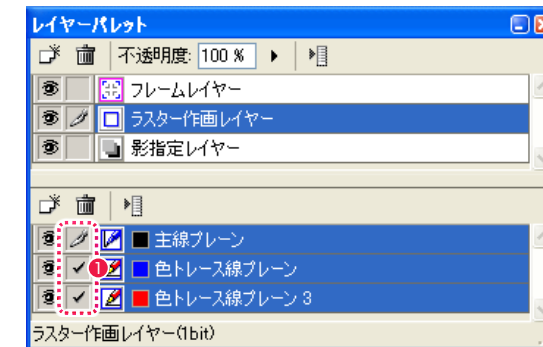 レイヤーパレット
不透明度: 100 %
フレームレイヤー
ラスター作画レイヤー
影指定レイヤー
主線プレーン
1 色トレース線プレーン
色トレース線プレーン 3
ラスター作画レイヤー(1bit)